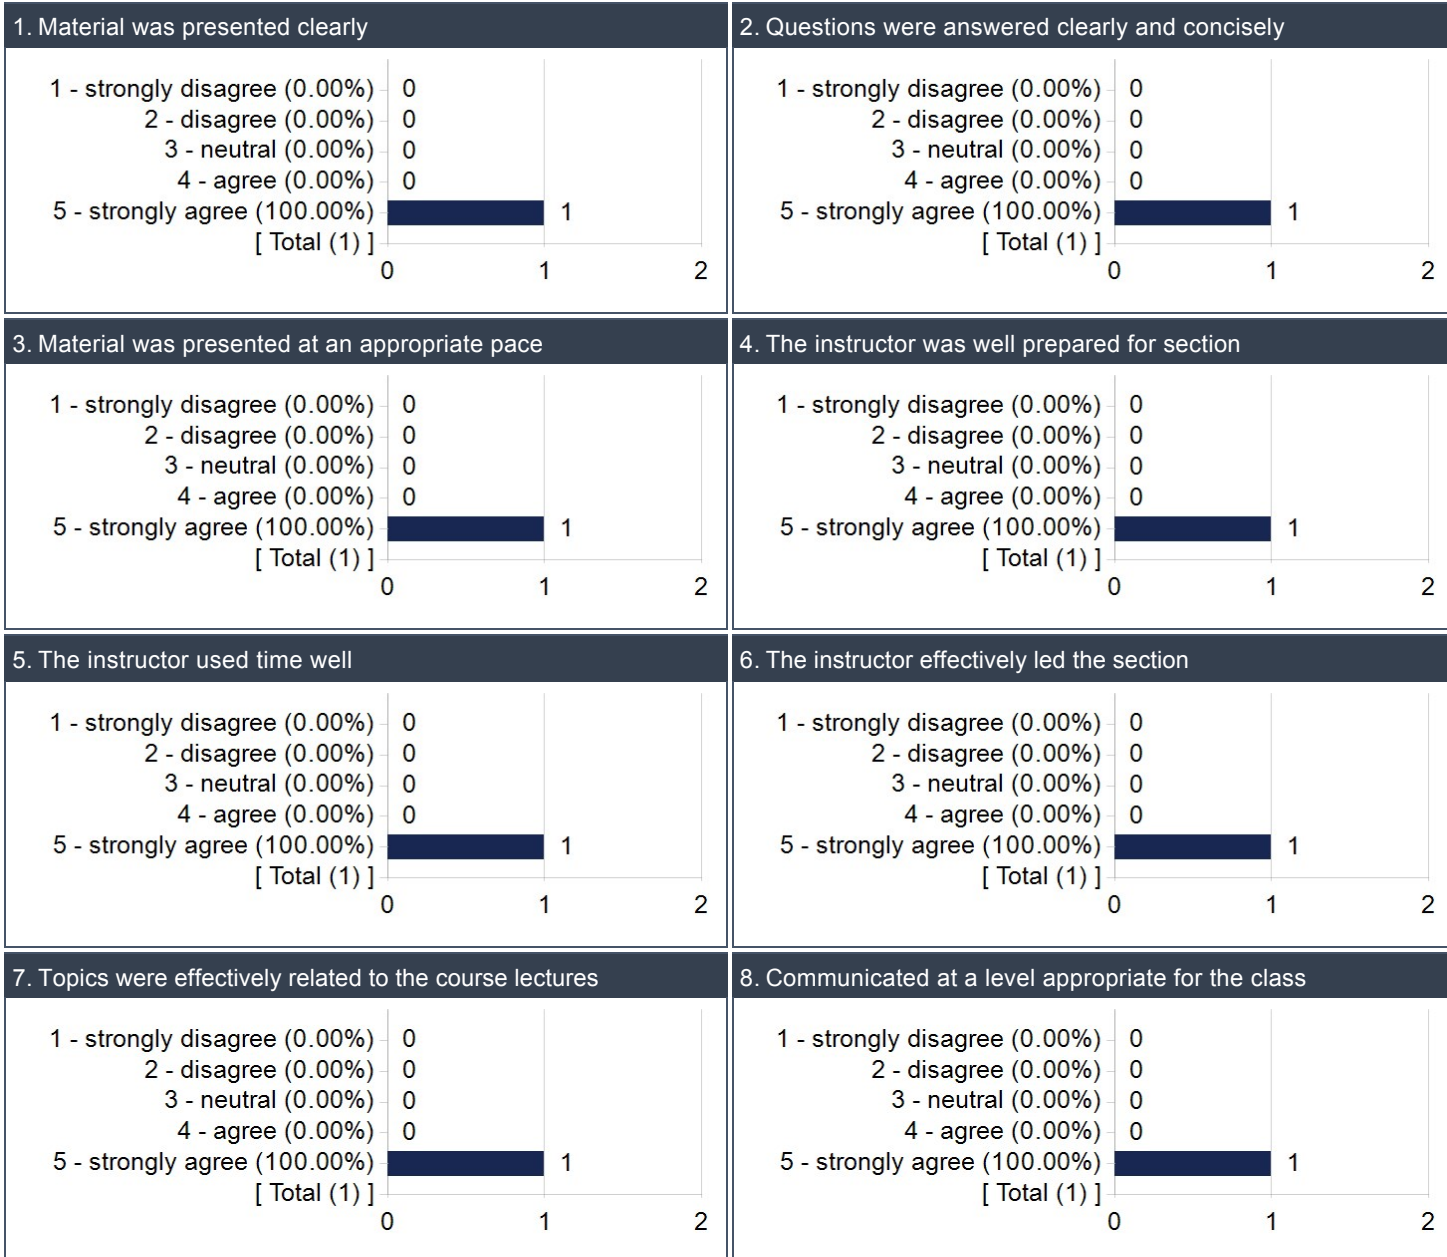 1. Material was presented clearly
1 - strongly disagree (0.00%) 0
2 - disagree (0.00%) 0
3 - neutral (0.00%) 0
4 - agree (0.00%) 0
5 - strongly agree (100.00%) 1
[ Total (1) ]
0 1 2
2. Questions were answered clearly and concisely
1 - strongly disagree (0.00%) 0
2 - disagree (0.00%) 0
3 - neutral (0.00%) 0
4 - agree (0.00%) 0
5 - strongly agree (100.00%) 1
[ Total (1) ]
0 1 2
3. Material was presented at an appropriate pace
1 - strongly disagree (0.00%) 0
2 - disagree (0.00%) 0
3 - neutral (0.00%) 0
4 - agree (0.00%) 0
5 - strongly agree (100.00%) 1
[ Total (1) ]
0 1 2
4. The instructor was well prepared for section
1 - strongly disagree (0.00%) 0
2 - disagree (0.00%) 0
3 - neutral (0.00%) 0
4 - agree (0.00%) 0
5 - strongly agree (100.00%) 1
[ Total (1) ]
0 1 2
5. The instructor used time well
1 - strongly disagree (0.00%) 0
2 - disagree (0.00%) 0
3 - neutral (0.00%) 0
4 - agree (0.00%) 0
5 - strongly agree (100.00%) 1
[ Total (1) ]
0 1 2
6. The instructor effectively led the section
1 - strongly disagree (0.00%) 0
2 - disagree (0.00%) 0
3 - neutral (0.00%) 0
4 - agree (0.00%) 0
5 - strongly agree (100.00%) 1
[ Total (1) ]
0 1 2
7. Topics were effectively related to the course lectures
1 - strongly disagree (0.00%) 0
2 - disagree (0.00%) 0
3 - neutral (0.00%) 0
4 - agree (0.00%) 0
5 - strongly agree (100.00%) 1
[ Total (1) ]
0 1 2
8. Communicated at a level appropriate for the class
1 - strongly disagree (0.00%) 0
2 - disagree (0.00%) 0
3 - neutral (0.00%) 0
4 - agree (0.00%) 0
5 - strongly agree (100.00%) 1
[ Total (1) ]
0 1 2